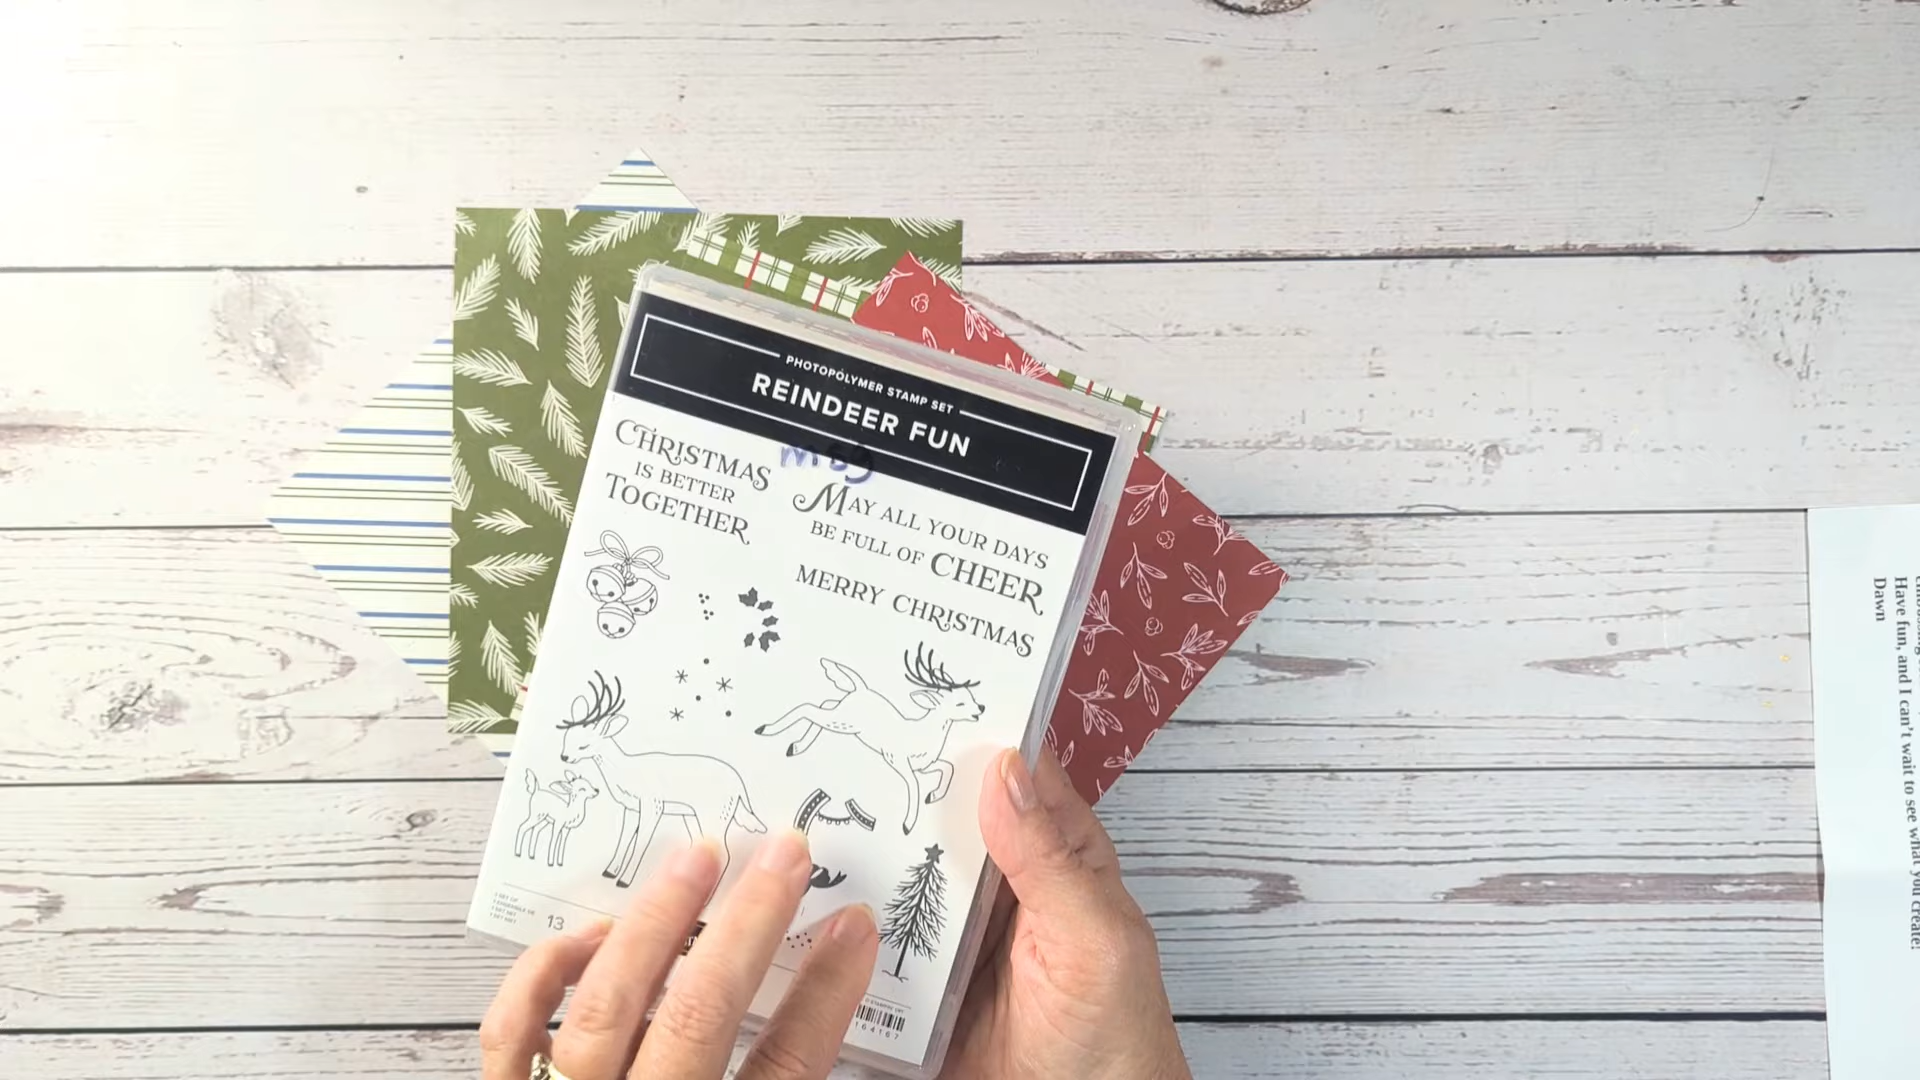 PHOTOPOLYMER STAMP SET
REINDEER FUN
CHRISTMAS
IS BETTER
TOGETHER
MAY ALL YOUR DAYS
BE FULL OF CHEER
MERRY CHRISTMAS
13
164167
Have fun, and I can't wait to see what you create!
Dawn